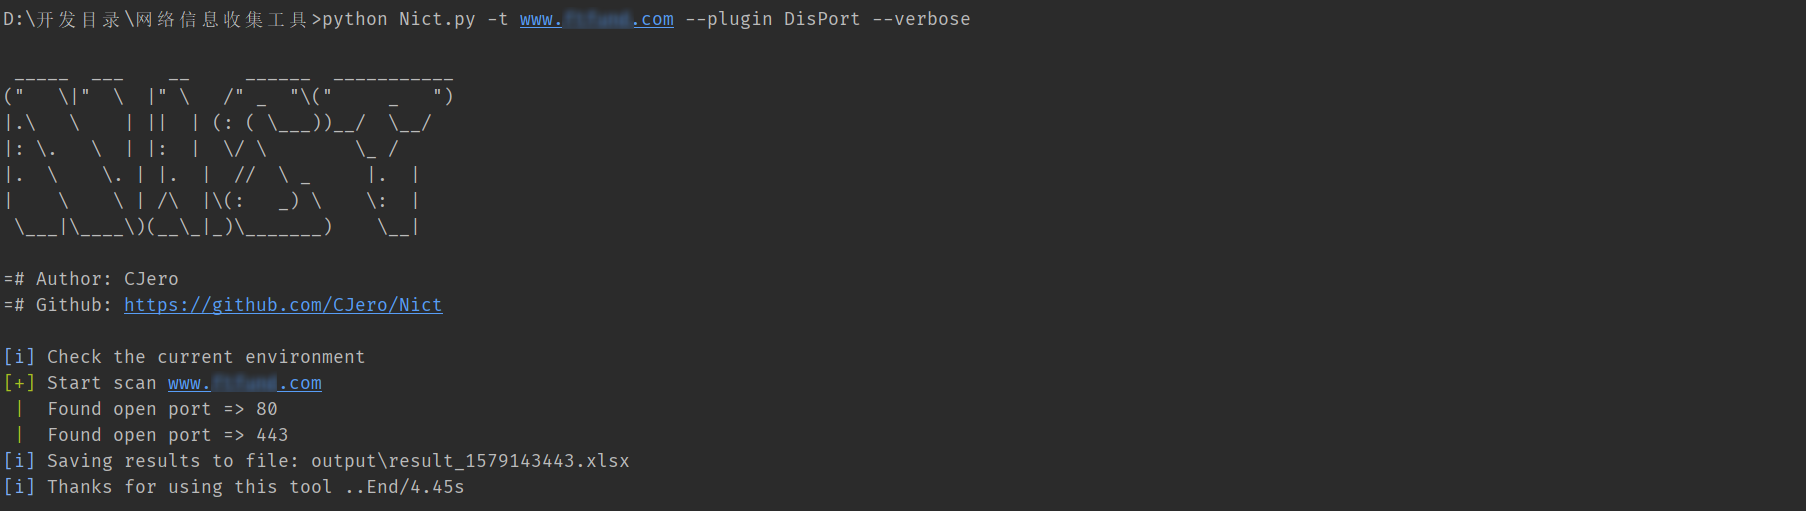 D:\开发目录\网络信息收集工具>python Nict.py -t www. .com --plugin DisPort --verbose
 _____  ___     __     ______  ___________
("   \|"  \  |" \   /" _  "\("     _   ")
|.\   \    | ||  | (: ( \___))__/  \__/
|: \.   \  | |:  |  \/ \        \_ /
|.  \    \. | |.  |  //  \ _     |.  |
|    \    \ | /\  |\(:   _) \    \:  |
 \___|\____\)(__\_|_)\_______)    \__|
=# Author: CJero
=# Github: https://github.com/CJero/Nict
[i] Check the current environment
[+] Start scan www. .com
 |  Found open port => 80
 |  Found open port => 443
[i] Saving results to file: output\result_1579143443.xlsx
[i] Thanks for using this tool ..End/4.45s